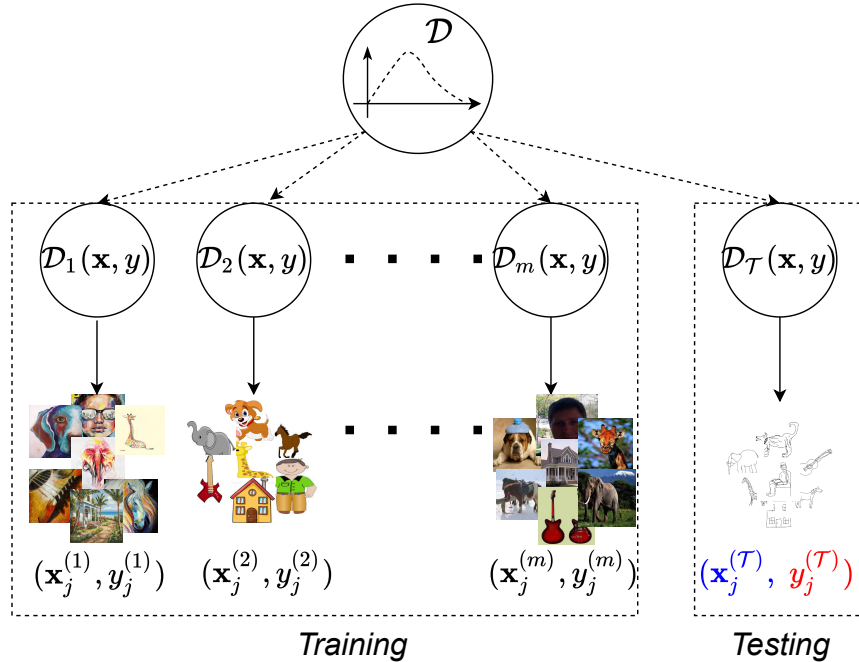 𝒟
𝒟₁(𝐱, y) 𝒟₂(𝐱, y) 𝒟ₘ(𝐱, y) 𝒟_𝒯(𝐱, y)
(𝐱ⱼ⁽¹⁾, yⱼ⁽¹⁾) (𝐱ⱼ⁽²⁾, yⱼ⁽²⁾) (𝐱ⱼ⁽ᵐ⁾, yⱼ⁽ᵐ⁾) (𝐱ⱼ^(𝒯), yⱼ^(𝒯))
Training Testing